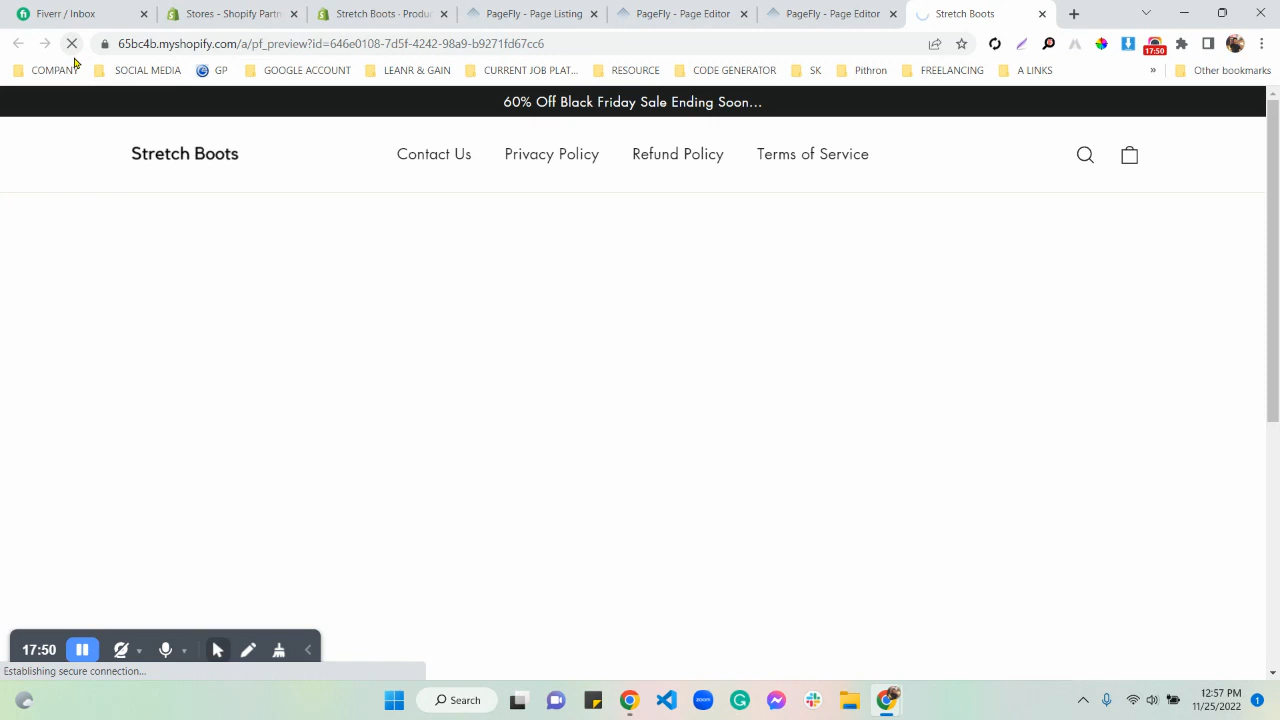 Fiverr / Inbox
Stores - Shopify Partn
Stretch Boots · Produ
PageFly - Page Listing
PageFly - Page Editor
PageFly - Page Editor
Stretch Boots
65bc4b.myshopify.com/a/pf_preview?id=646e0108-7d5f-4242-98a9-b9271fd67cc6
17:50
COMPANY
SOCIAL MEDIA
GP
GOOGLE ACCOUNT
LEANR & GAIN
CURRENT JOB PLAT...
RESOURCE
CODE GENERATOR
SK
Pithron
FREELANCING
A LINKS
»
Other bookmarks
60% Off Black Friday Sale Ending Soon...
Stretch Boots
Contact Us
Privacy Policy
Refund Policy
Terms of Service
17:50
Establishing secure connection...
Search
12:57 PM
11/25/2022
1